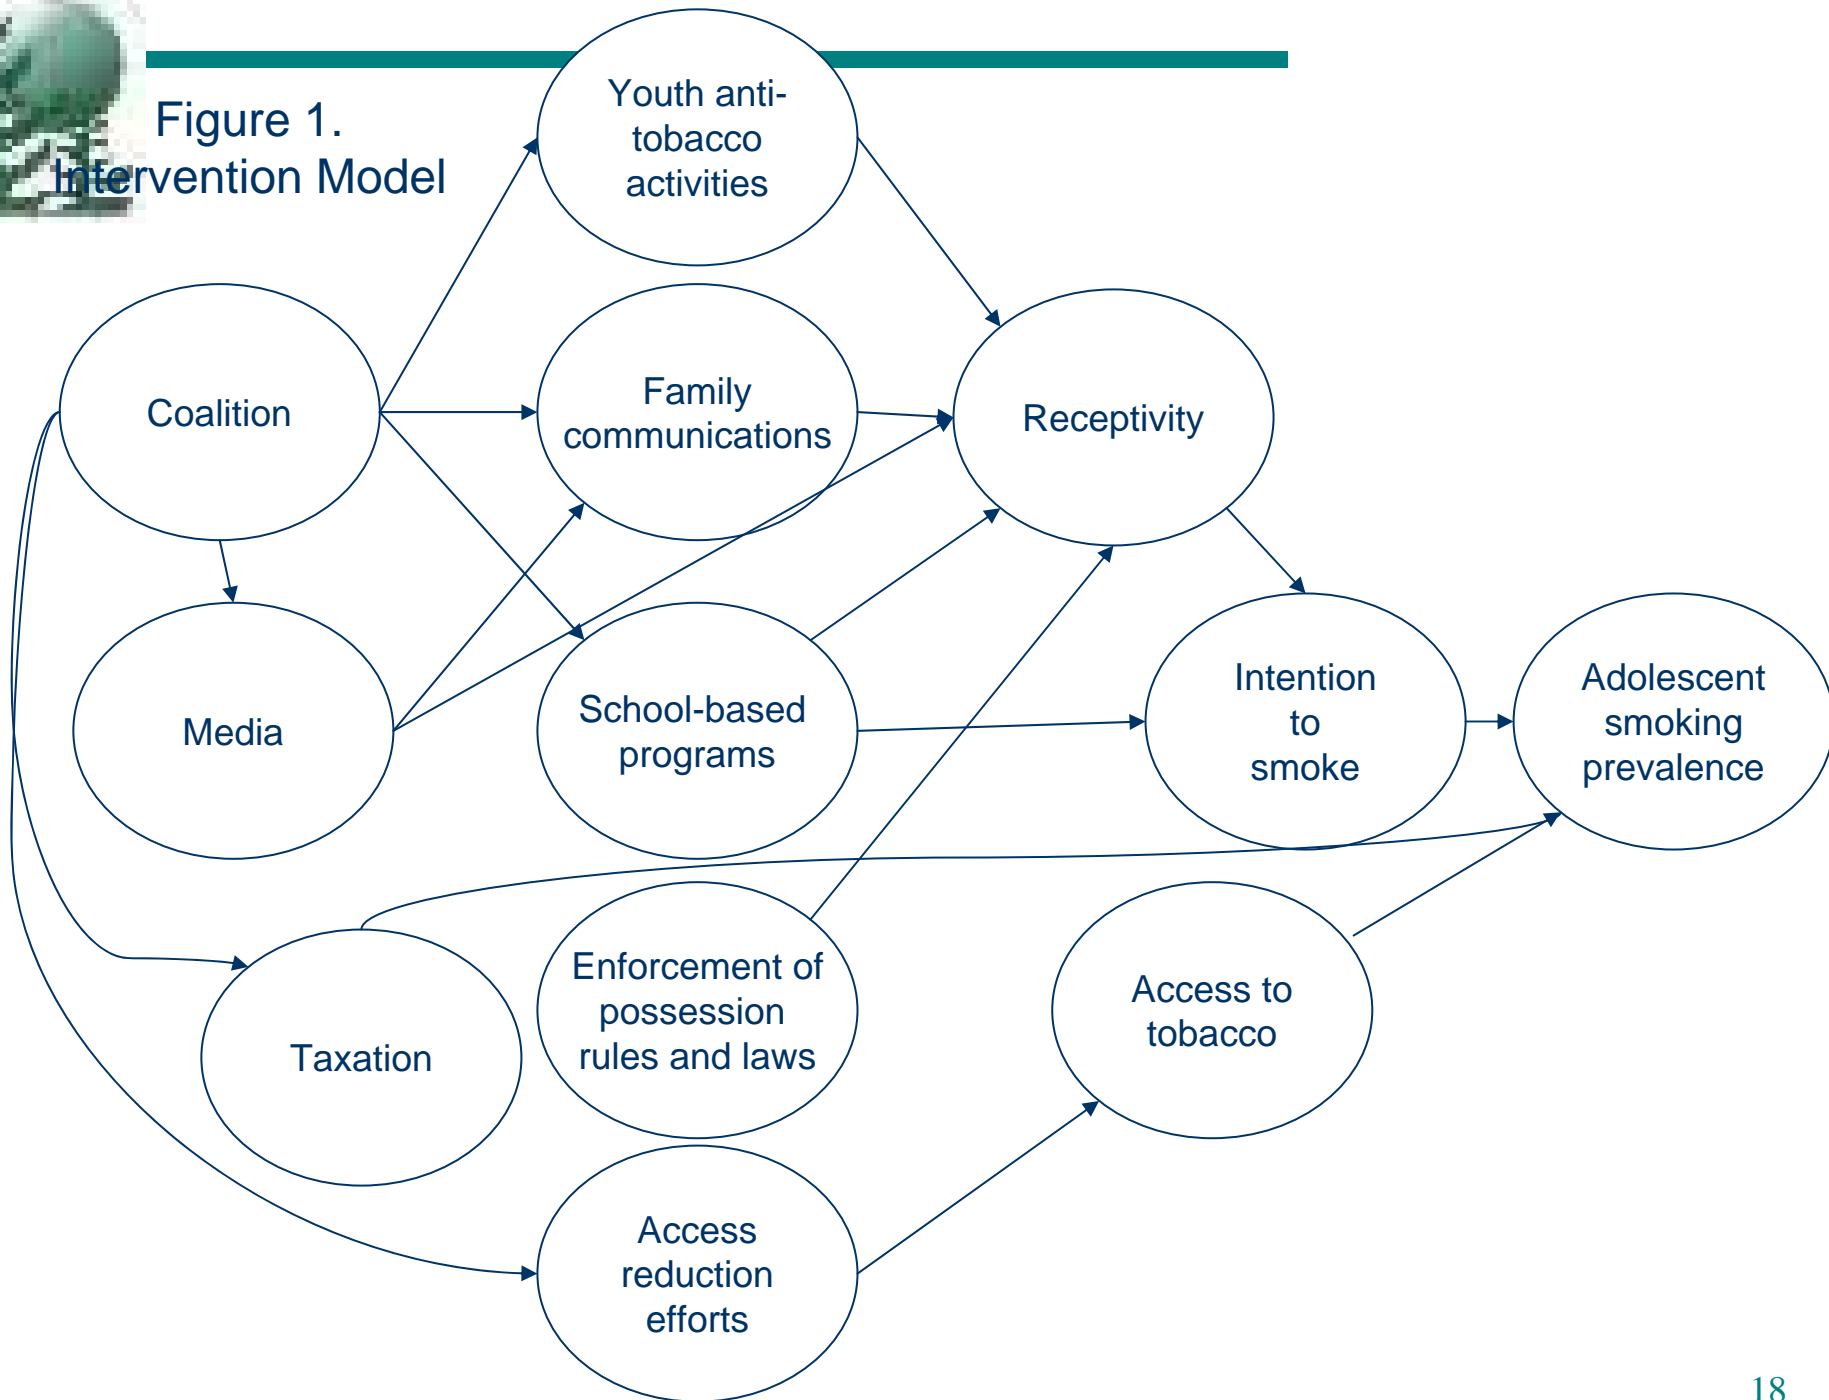 Figure 1.
Intervention Model
Youth anti-
tobacco
activities
Coalition
Family
communications
Receptivity
Media
School-based
programs
Intention
to
smoke
Adolescent
smoking
prevalence
Taxation
Enforcement of
possession
rules and laws
Access to
tobacco
Access
reduction
efforts
18